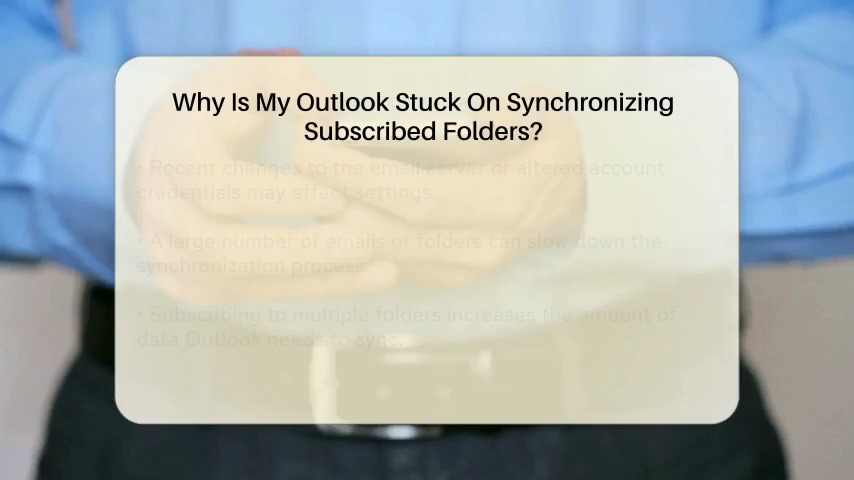 Why Is My Outlook Stuck On Synchronizing
Subscribed Folders?
• Recent changes to the email server or altered account
credentials may affect settings.
• A large number of emails or folders can slow down the
synchronization process.
• Subscribing to multiple folders increases the amount of
data Outlook needs to sync.